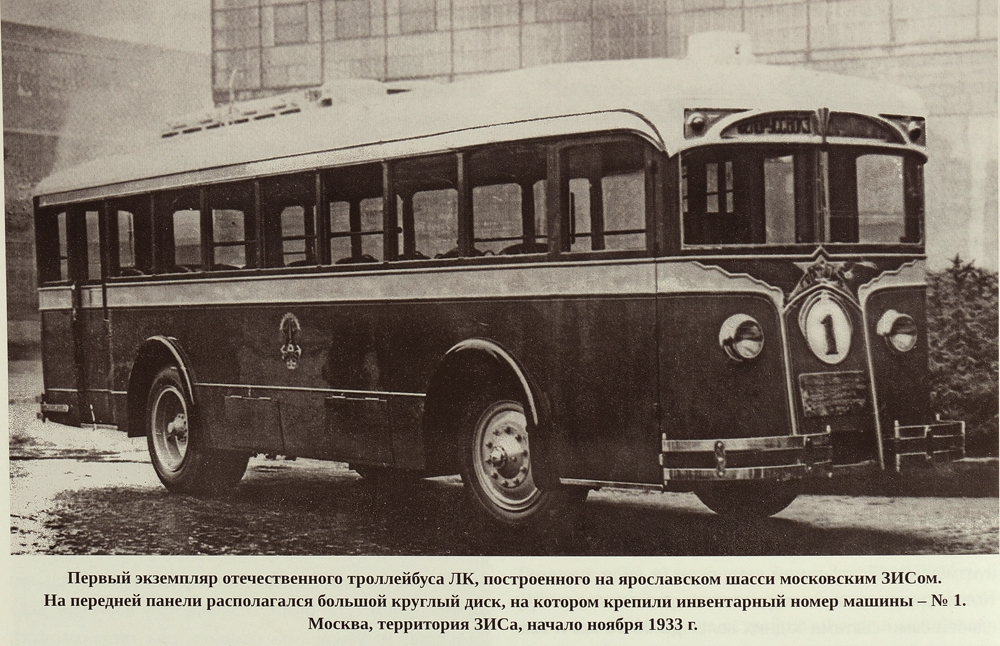 1
Первый экземпляр отечественного троллейбуса ЛК, построенного на ярославском шасси московским ЗИСом.
На передней панели располагался большой круглый диск, на котором крепили инвентарный номер машины – № 1.
Москва, территория ЗИСа, начало ноября 1933 г.